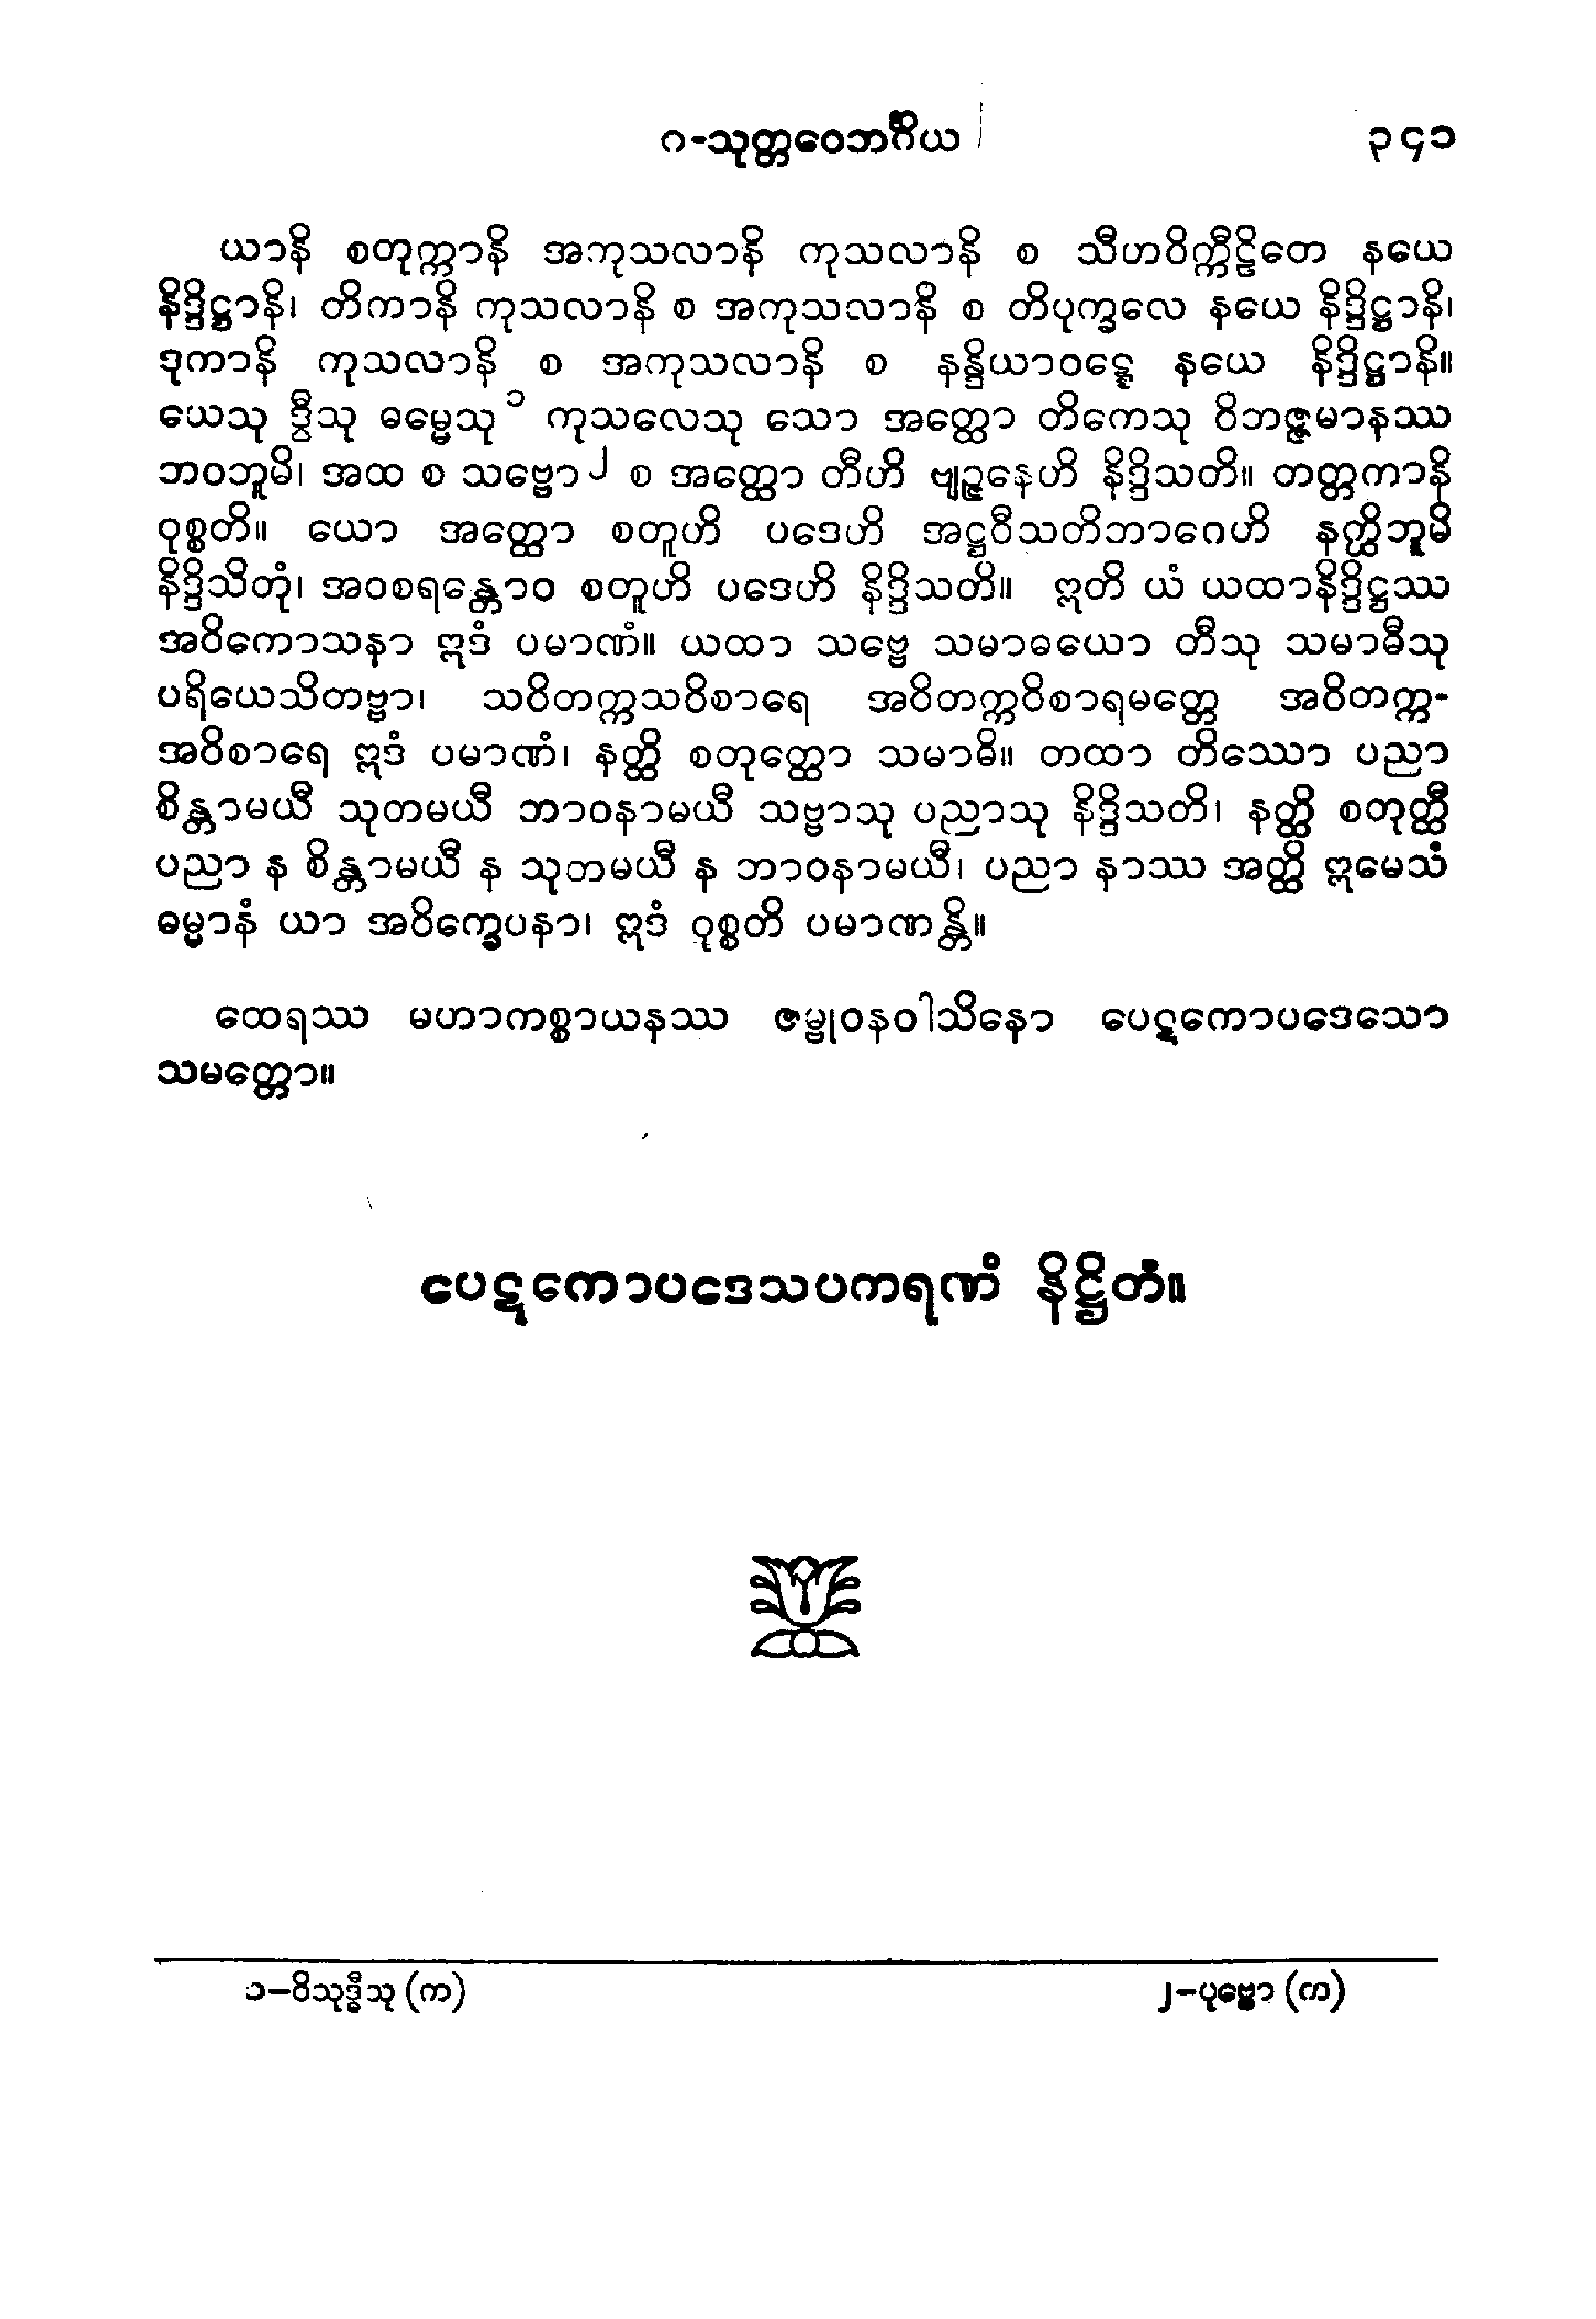 ဂ-သုတ္တဝေဘင်္ဂိယ ၃၄၁
ယာနိ စတုက္ကာနိ အကုသလာနိ ကုသလာနိ စ သီဟဝိက္ကီဠိတေ နယေ
နိဒ္ဒိဋ္ဌာနိ၊ တိကာနိ ကုသလာနိ စ အကုသလာနိ စ တိပုက္ခလေ နယေ နိဒ္ဒိဋ္ဌာနိ၊
ဒုကာနိ ကုသလာနိ စ အကုသလာနိ စ နန္ဒိယာဝဋ္ဋေ နယေ နိဒ္ဒိဋ္ဌာနိ။
ယေသု ဒွီသု ဓမ္မေသု ၁ ကုသလေသု သော အတ္ထော တိကေသု ဝိဘဇ္ဇမာနဿ
ဘဝဘူမိ၊ အထ စ သဗ္ဗော ၂ စ အတ္ထော တီဟိ ဗျဉ္ဇနေဟိ နိဒ္ဒိသတိ။ တတ္တကာနိ
ဝုစ္စတိ။ ယော အတ္ထော စတူဟိ ပဒေဟိ အဋ္ဌဝီသတိဘာဂေဟိ နတ္ထိဘူမိ
နိဒ္ဒိသိတုံ၊ အဝစရန္တောဝ စတူဟိ ပဒေဟိ နိဒ္ဒိသတိ။ ဣတိ ယံ ယထာနိဒ္ဒိဋ္ဌဿ
အဝိကောသနာ ဣဒံ ပမာဏံ။ ယထာ သဗ္ဗေ သမာဓယော တီသု သမာဓီသု
ပရိယေသိတဗ္ဗာ၊ သဝိတက္ကသဝိစာရေ အဝိတက္ကဝိစာရမတ္တေ အဝိတက္က-
အဝိစာရေ ဣဒံ ပမာဏံ၊ နတ္ထိ စတုတ္ထော သမာဓိ။ တထာ တိဿော ပညာ
စိန္တာမယီ သုတမယီ ဘာဝနာမယီ သဗ္ဗာသု ပညာသု နိဒ္ဒိသတိ၊ နတ္ထိ စတုတ္ထီ
ပညာ န စိန္တာမယီ န သုတမယီ န ဘာဝနာမယီ၊ ပညာ နာဿ အတ္ထိ ဣမေသံ
ဓမ္မာနံ ယာ အဝိက္ခေပနာ၊ ဣဒံ ဝုစ္စတိ ပမာဏန္တိ။
ထေရဿ မဟာကစ္စာယနဿ ဇမ္ဗုဝနဝါသိနော ပေဋကောပဒေသော
သမတ္တော။
ပေဋကောပဒေသပကရဏံ နိဋ္ဌိတံ။
၁–ဝိသုဒ္ဓီသု (က) ၂–ပုဗ္ဗော (က)